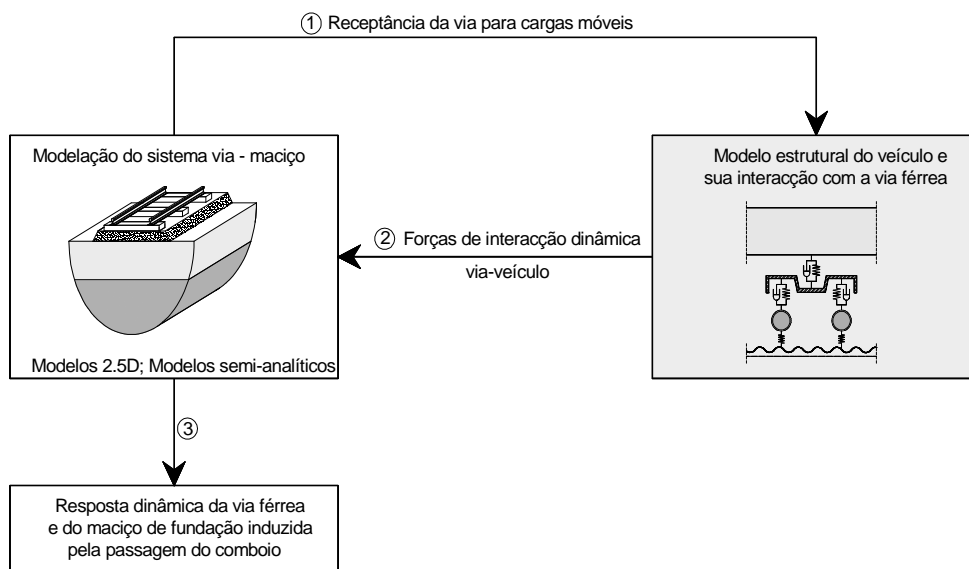 ① Receptância da via para cargas móveis
Modelação do sistema via - maciço
Modelo estrutural do veículo e
sua interacção com a via férrea
② Forças de interacção dinâmica
via-veículo
Modelos 2.5D; Modelos semi-analíticos
③
Resposta dinâmica da via férrea
e do maciço de fundação induzida
pela passagem do comboio